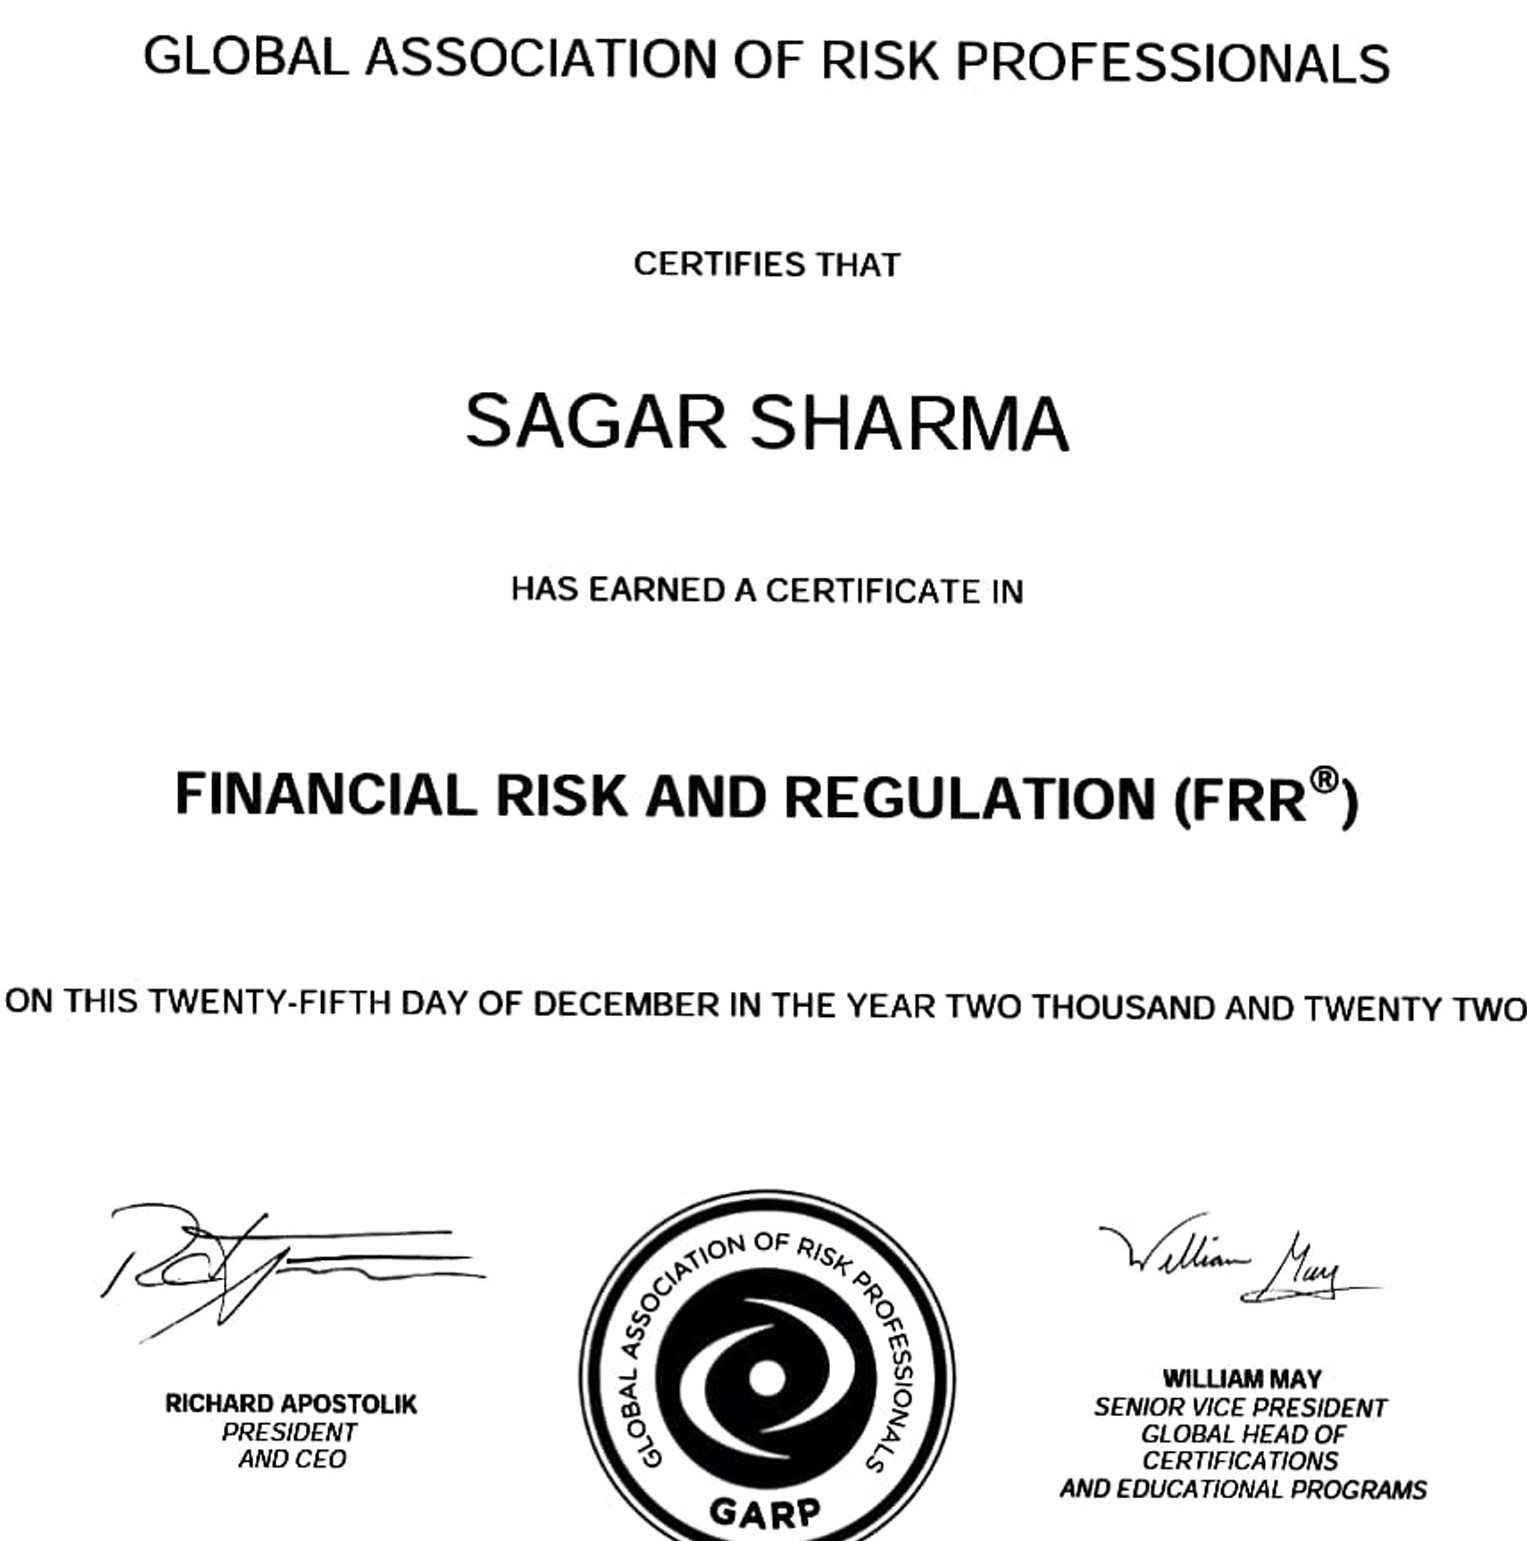 GLOBAL ASSOCIATION OF RISK PROFESSIONALS
CERTIFIES THAT
SAGAR SHARMA
HAS EARNED A CERTIFICATE IN
FINANCIAL RISK AND REGULATION (FRR®)
ON THIS TWENTY-FIFTH DAY OF DECEMBER IN THE YEAR TWO THOUSAND AND TWENTY TWO
William May
RICHARD APOSTOLIK
PRESIDENT
AND CEO
GLOBAL ASSOCIATION OF RISK PROFESSIONALS
GARP
WILLIAM MAY
SENIOR VICE PRESIDENT
GLOBAL HEAD OF
CERTIFICATIONS
AND EDUCATIONAL PROGRAMS